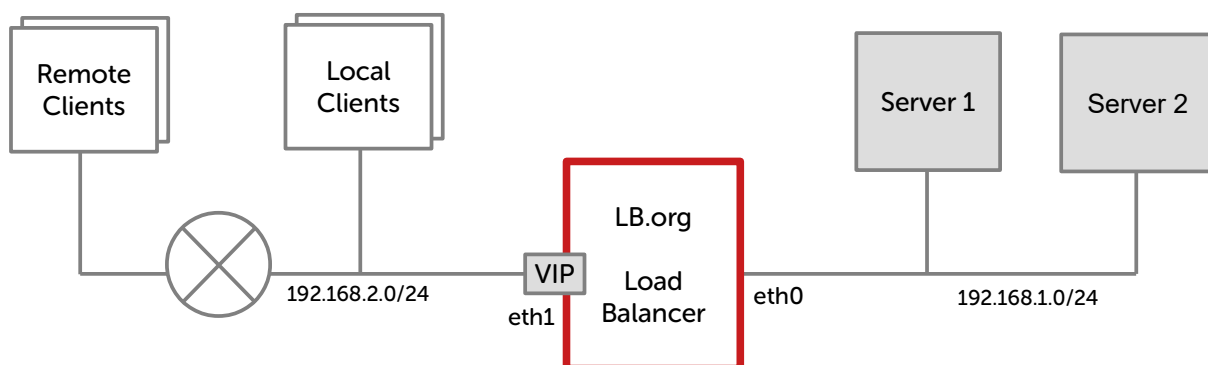 Remote
Clients
Local
Clients
Server 1
Server 2
LB.org
Load
Balancer
VIP
eth1
eth0
192.168.2.0/24
192.168.1.0/24